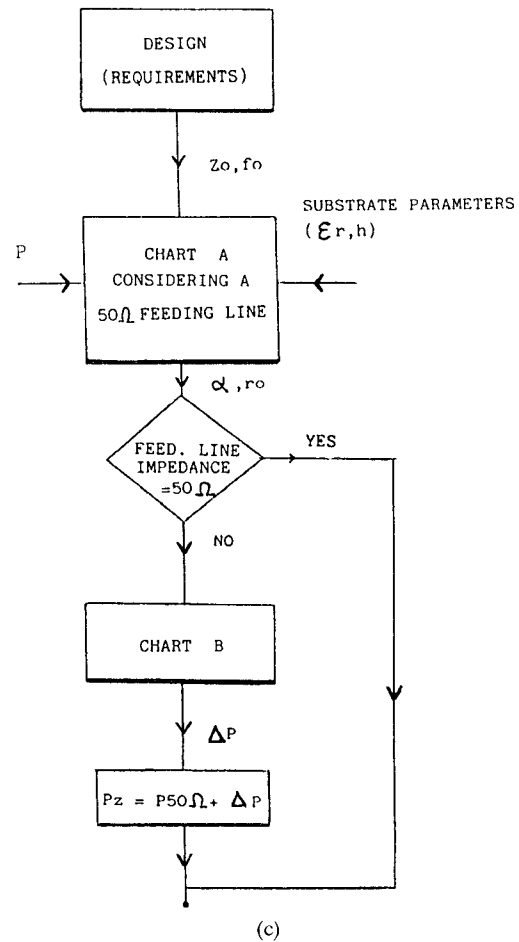 DESIGN
(REQUIREMENTS)
Zo,fo
SUBSTRATE PARAMETERS
(Ɛr,h)
P
CHART A
CONSIDERING A
50Ω FEEDING LINE
α,ro
FEED. LINE
IMPEDANCE
=50Ω
YES
NO
CHART B
ΔP
Pz = P50Ω+ ΔP
(c)